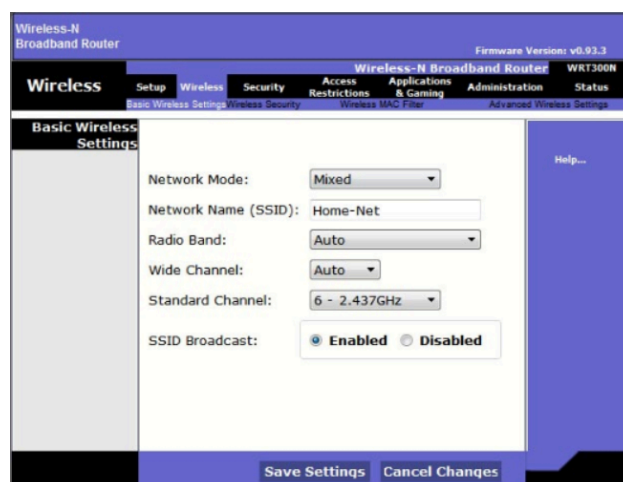 Wireless-N
Broadband Router
Firmware Version: v0.93.3
Wireless-N Broadband Router WRT300N
Wireless
Setup Wireless Security Access Restrictions Applications & Gaming Administration Status
Basic Wireless Settings Wireless Security Wireless MAC Filter Advanced Wireless Settings
Basic Wireless
Settings
Help...
Network Mode: Mixed
Network Name (SSID): Home-Net
Radio Band: Auto
Wide Channel: Auto
Standard Channel: 6 - 2.437GHz
SSID Broadcast: Enabled Disabled
Save Settings Cancel Changes